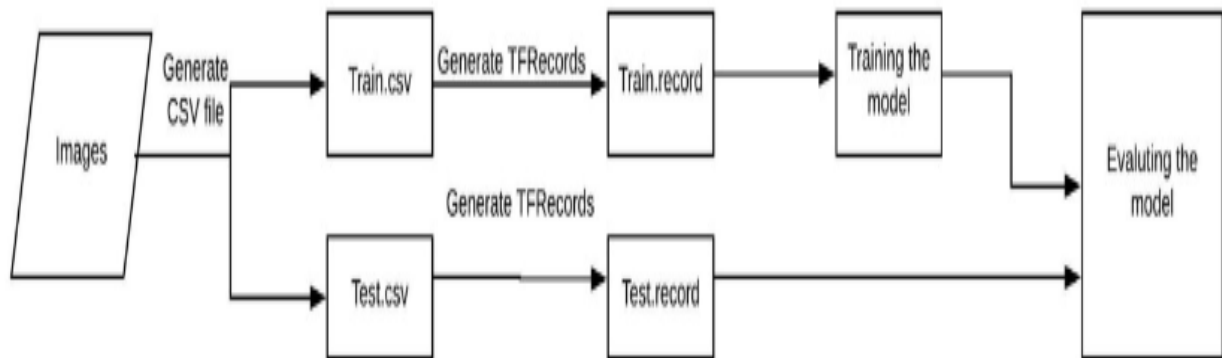 Images
Generate
CSV file
Train.csv
Generate TFRecords
Train.record
Training the
model
Evaluting the
model
Generate TFRecords
Test.csv
Test.record